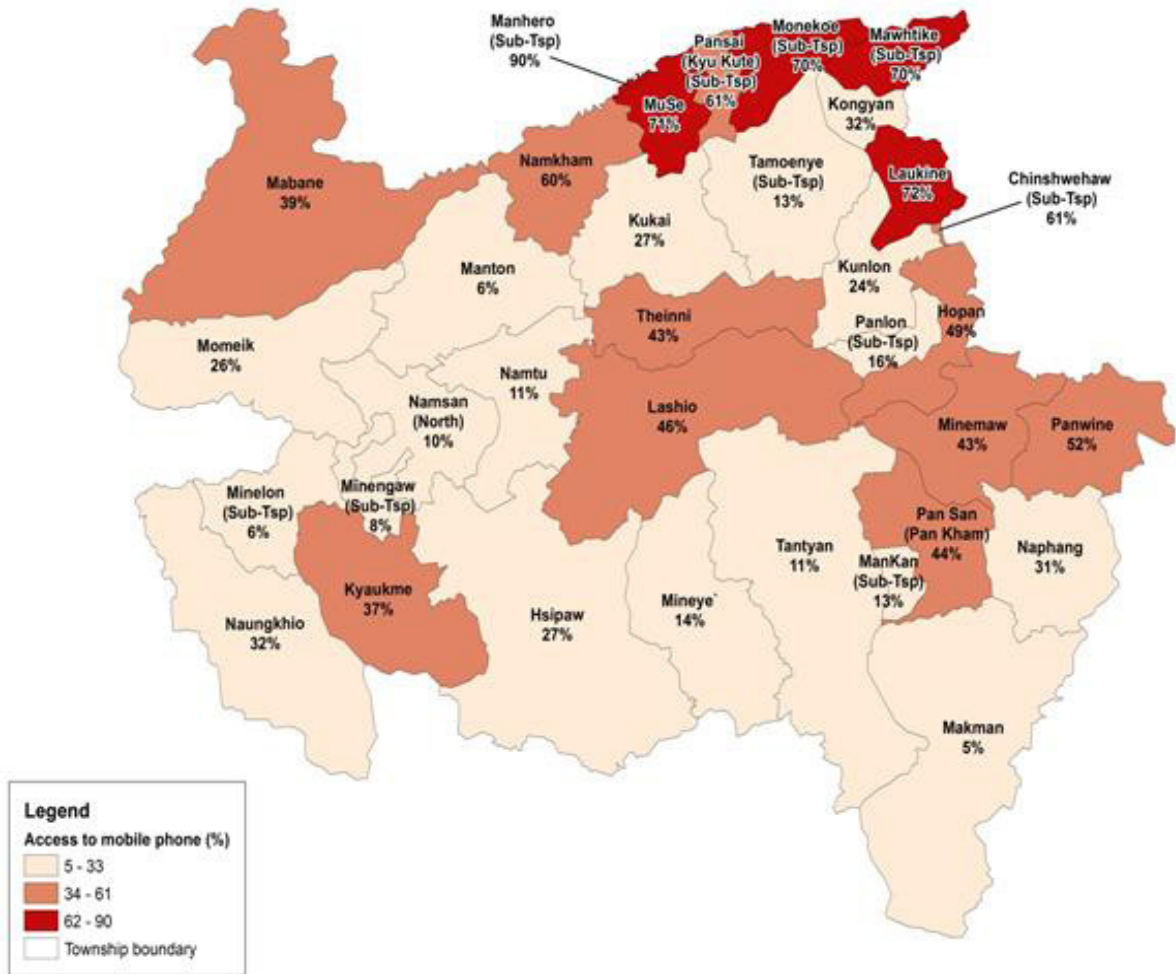 Manhero
(Sub-Tsp)
90%
Pansai
(Kyu Kute)
(Sub-Tsp)
61%
Monekoe
(Sub-Tsp)
70%
Mawhtike
(Sub-Tsp)
70%
MuSe
71%
Kongyan
32%
Namkham
60%
Tamoenye
(Sub-Tsp)
13%
Laukine
72%
Chinshwehaw
(Sub-Tsp)
61%
Mabane
39%
Kukai
27%
Manton
6%
Kunlon
24%
Theinni
43%
Panlon
(Sub-Tsp)
16%
Hopan
49%
Momeik
26%
Namtu
11%
Namsan
(North)
10%
Lashio
46%
Minemaw
43%
Panwine
52%
Minelon
(Sub-Tsp)
6%
Minengaw
(Sub-Tsp)
8%
Pan San
(Pan Kham)
44%
Naphang
31%
Tantyan
11%
ManKan
(Sub-Tsp)
13%
Kyaukme
37%
Hsipaw
27%
Mineye`
14%
Naungkhio
32%
Makman
5%
Legend
Access to mobile phone (%)
5 - 33
34 - 61
62 - 90
Township boundary